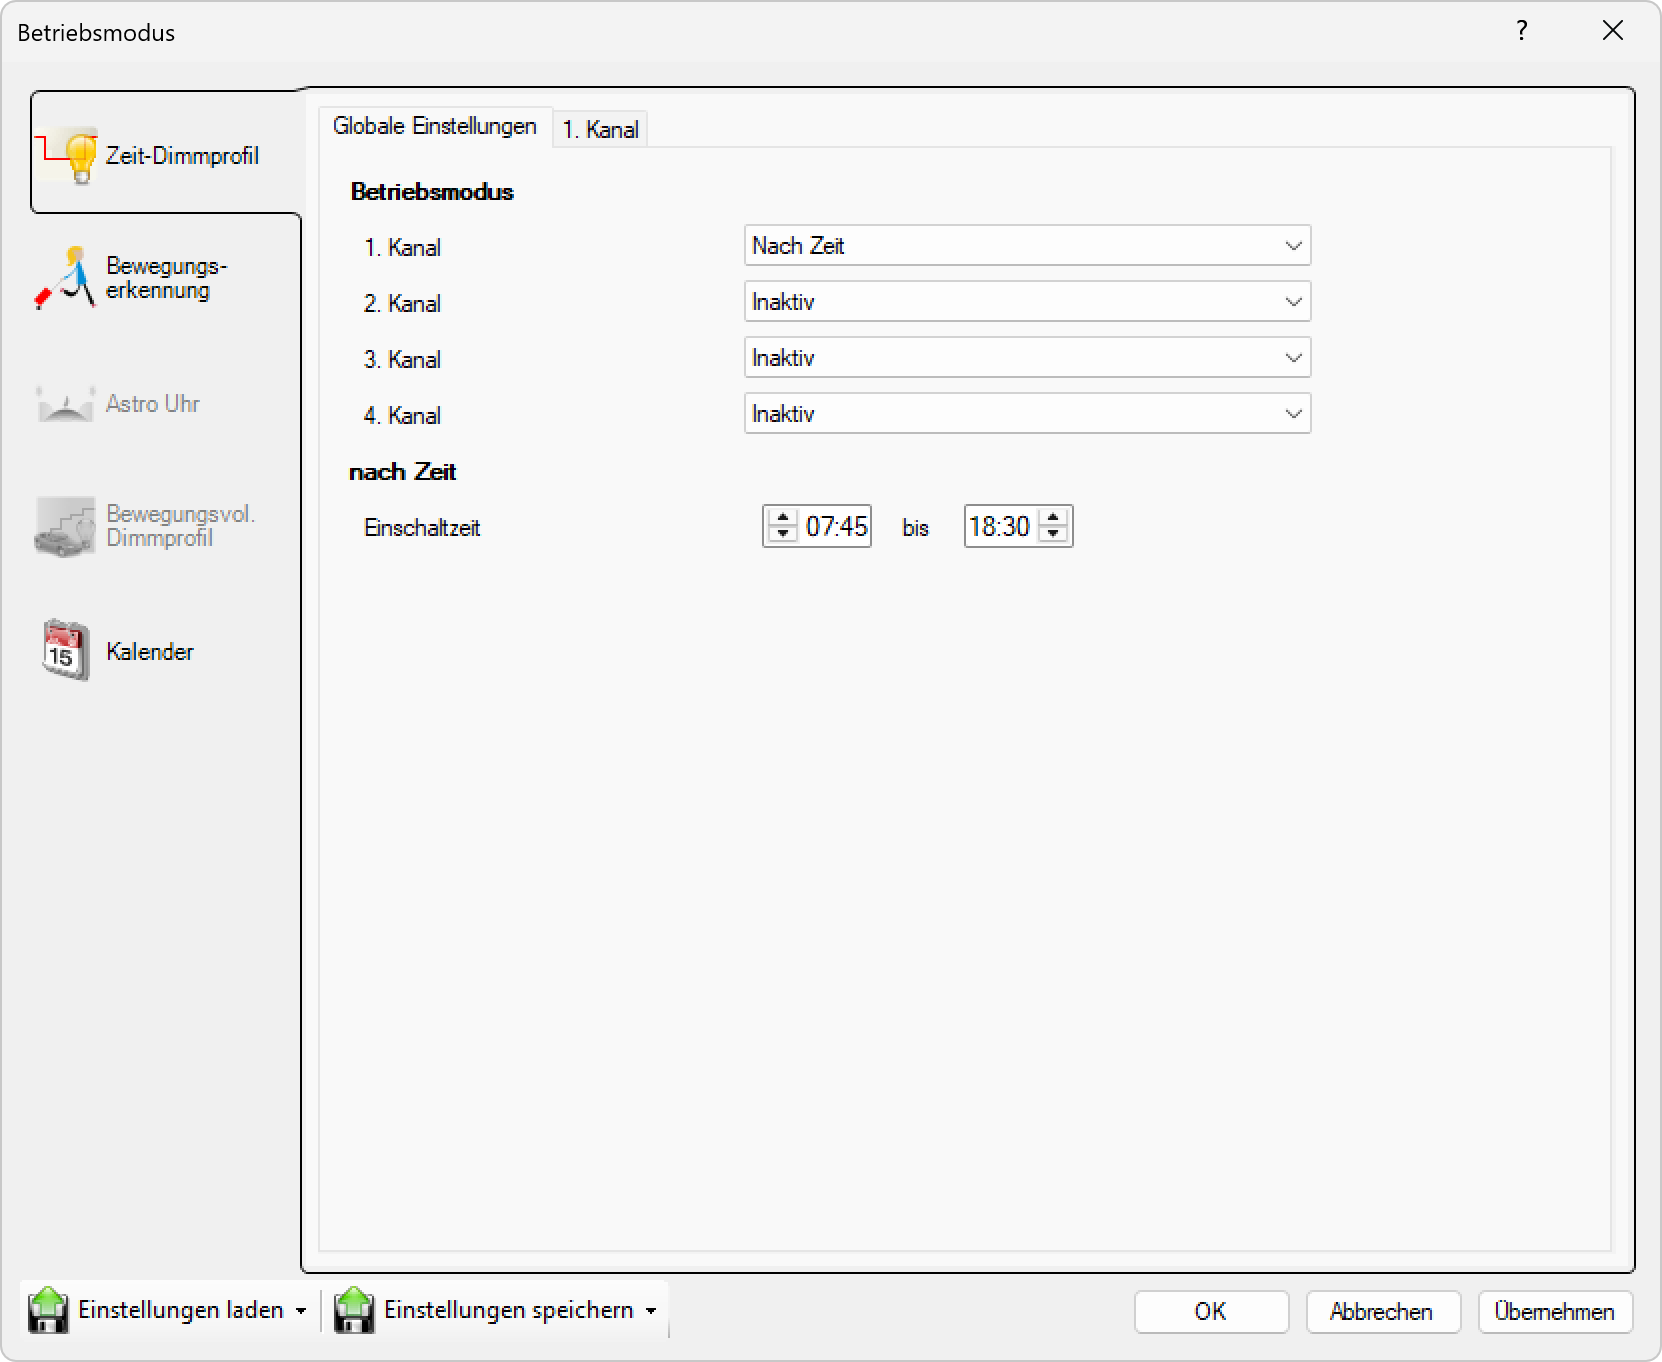 Betriebsmodus
?
Zeit-Dimmprofil
Bewegungs-
erkennung
Astro Uhr
Bewegungsvol.
Dimmprofil
15
Kalender
Globale Einstellungen
1. Kanal
Betriebsmodus
1. Kanal Nach Zeit
2. Kanal Inaktiv
3. Kanal Inaktiv
4. Kanal Inaktiv
nach Zeit
Einschaltzeit 07:45 bis 18:30
Einstellungen laden
Einstellungen speichern
OK
Abbrechen
Übernehmen